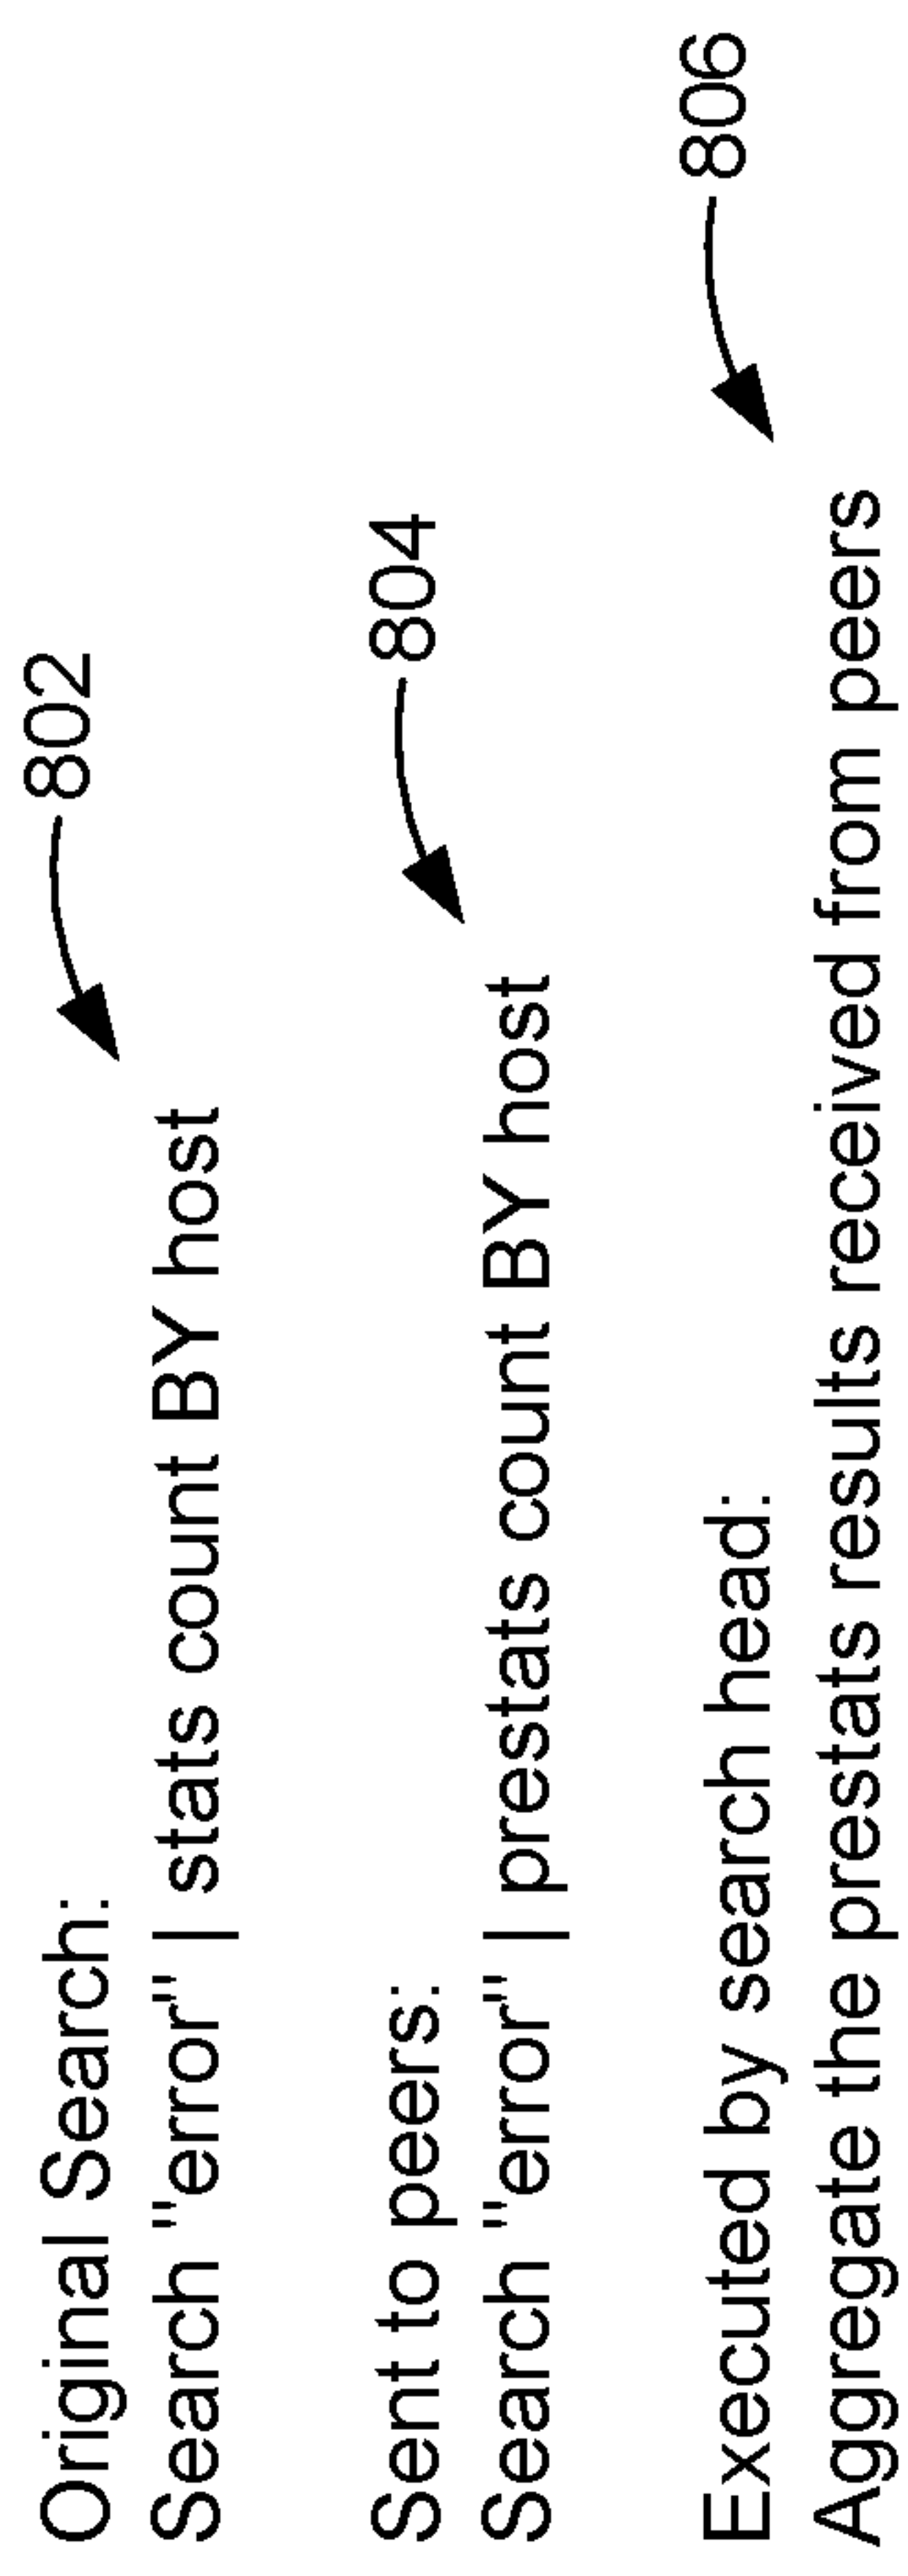 Original Search: 802
Search "error" | stats count BY host
Sent to peers: 804
Search "error" | prestats count BY host
Executed by search head: 806
Aggregate the prestats results received from peers